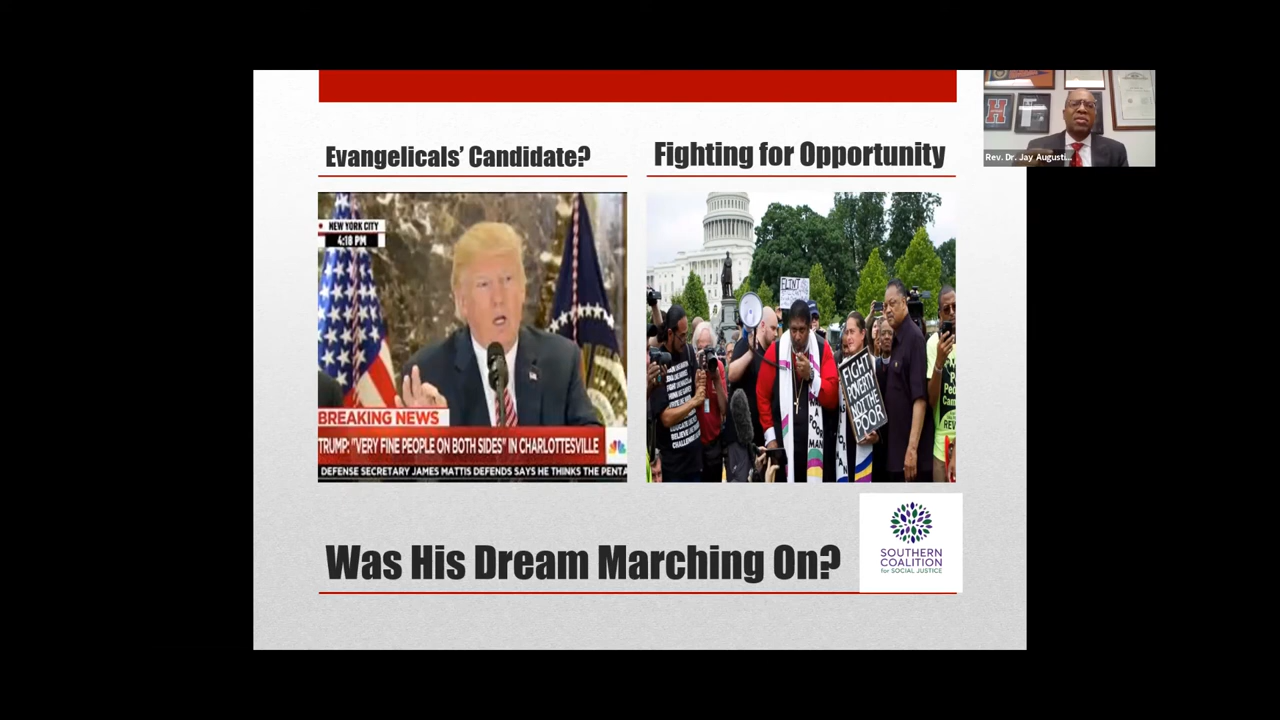 Evangelicals' Candidate?
Fighting for Opportunity
NEW YORK CITY
4:18 PM
BREAKING NEWS
TRUMP: "VERY FINE PEOPLE ON BOTH SIDES" IN CHARLOTTESVILLE
DEFENSE SECRETARY JAMES MATTIS DEFENDS SAYS HE THINKS THE PENTA
FIGHT
POVERTY
NOT THE
POOR
Was His Dream Marching On?
SOUTHERN
COALITION
for SOCIAL JUSTICE
H
Rev. Dr. Jay Augusti...